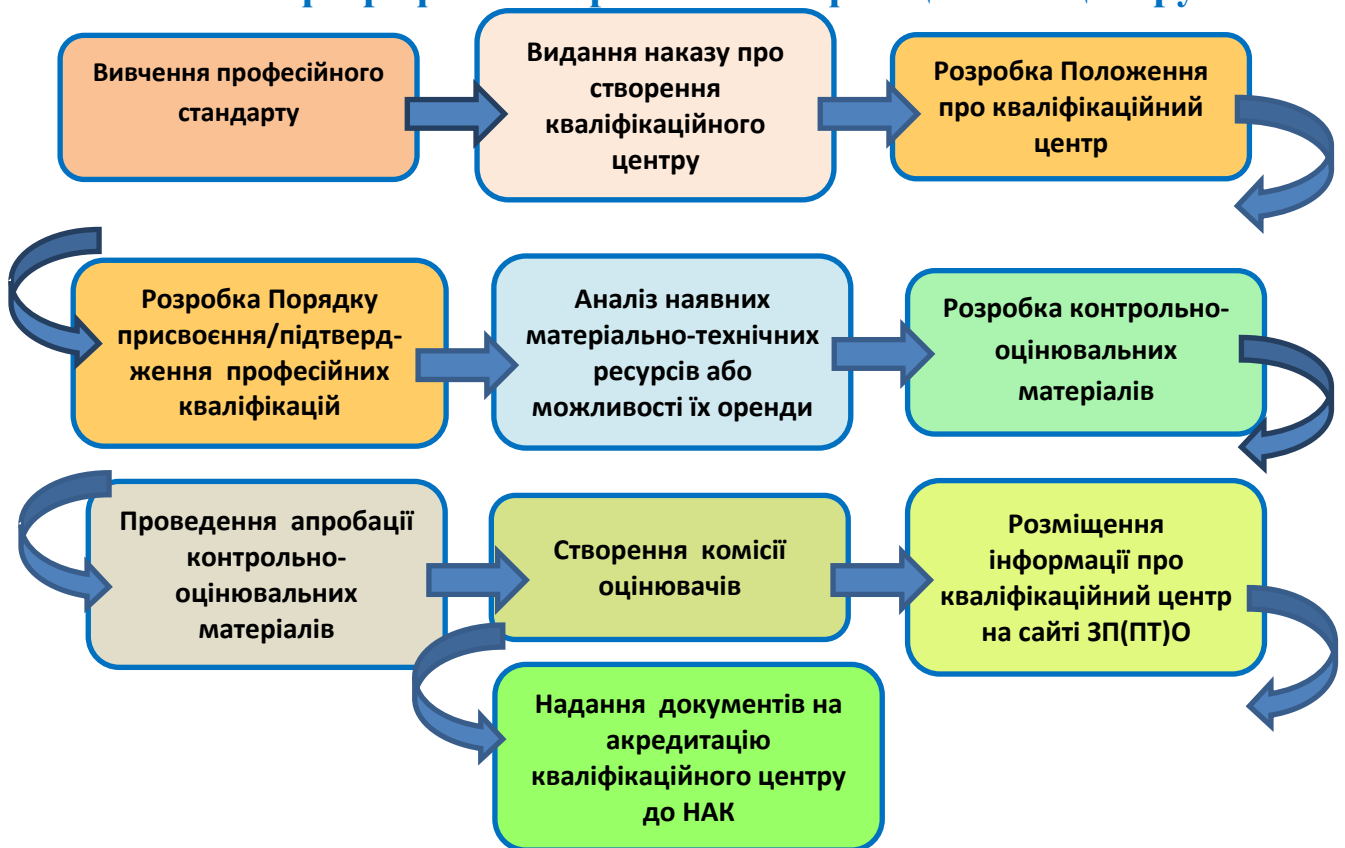 Вивчення професійного
стандарту
Видання наказу про
створення
кваліфікаційного
центру
Розробка Положення
про кваліфікаційний
центр
Розробка Порядку
присвоєння/підтверд-
ження професійних
кваліфікацій
Аналіз наявних
матеріально-технічних
ресурсів або
можливості їх оренди
Розробка контрольно-
оцінювальних
матеріалів
Проведення апробації
контрольно-
оцінювальних
матеріалів
Створення комісії
оцінювачів
Розміщення
інформації про
кваліфікаційний центр
на сайті ЗП(ПТ)О
Надання документів на
акредитацію
кваліфікаційного центру
до НАК